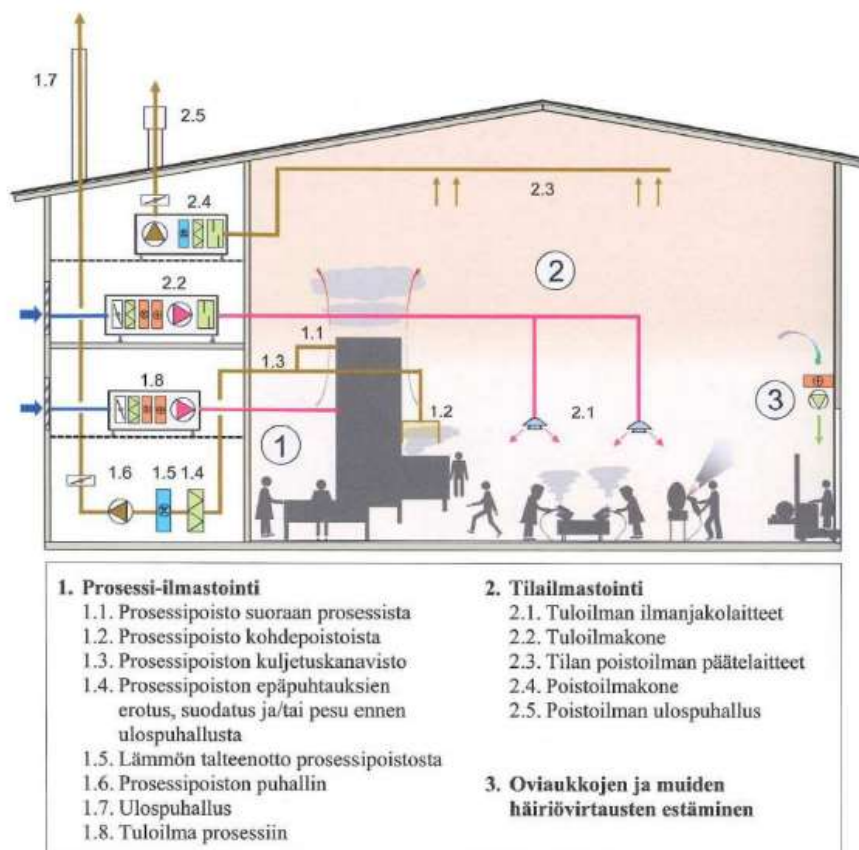 1.7
2.5
2.4
2.3
2.2
2
1.1
1.3
1.8
1.2
2.1
3
1
1.6
1.5
1.4
1. Prosessi-ilmastointi
1.1. Prosessipoisto suoraan prosessista
1.2. Prosessipoisto kohdepoistoista
1.3. Prosessipoiston kuljetuskanavisto
1.4. Prosessipoiston epäpuhtauksien
erotus, suodatus ja/tai pesu ennen
ulospuhallusta
1.5. Lämmön talteenotto prosessipoistosta
1.6. Prosessipoiston puhallin
1.7. Ulospuhallus
1.8. Tuloilma prosessiin
2. Tilailmastointi
2.1. Tuloilman ilmanjakolaitteet
2.2. Tuloilmakone
2.3. Tilan poistoilman päätelaitteet
2.4. Poistoilmakone
2.5. Poistoilman ulospuhallus
3. Oviaukkojen ja muiden
häiriövirtausten estäminen